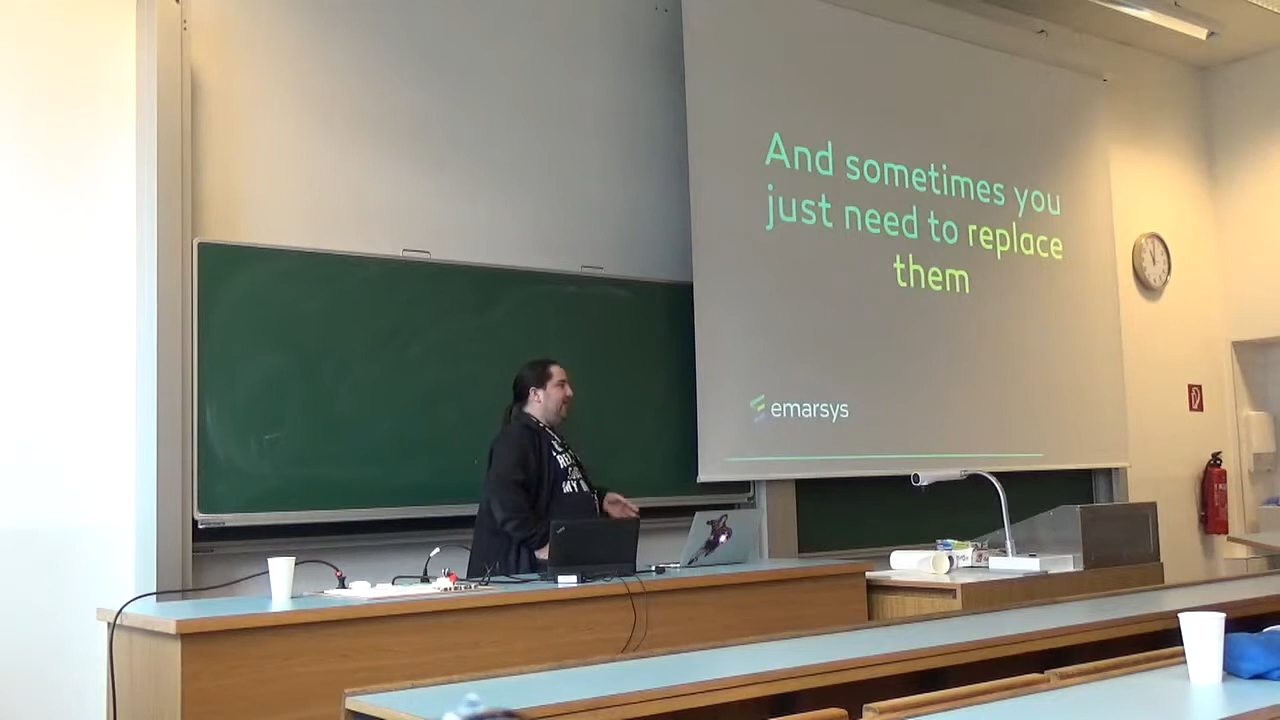 And sometimes you
just need to replace
them
emarsys